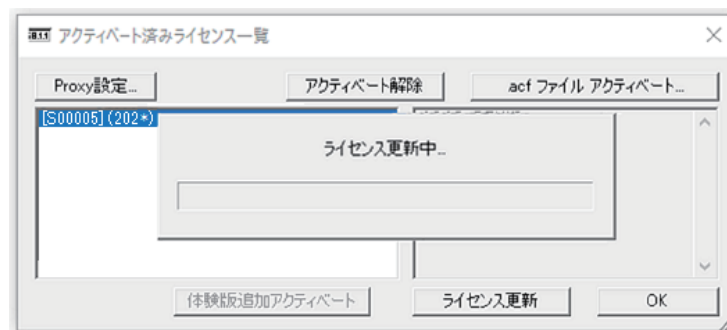 アクティベート済みライセンス一覧
Proxy設定...
アクティベート解除
acf ファイル アクティベート...
[S00005](202*)
ライセンス更新中...
体験版追加アクティベート
ライセンス更新
OK